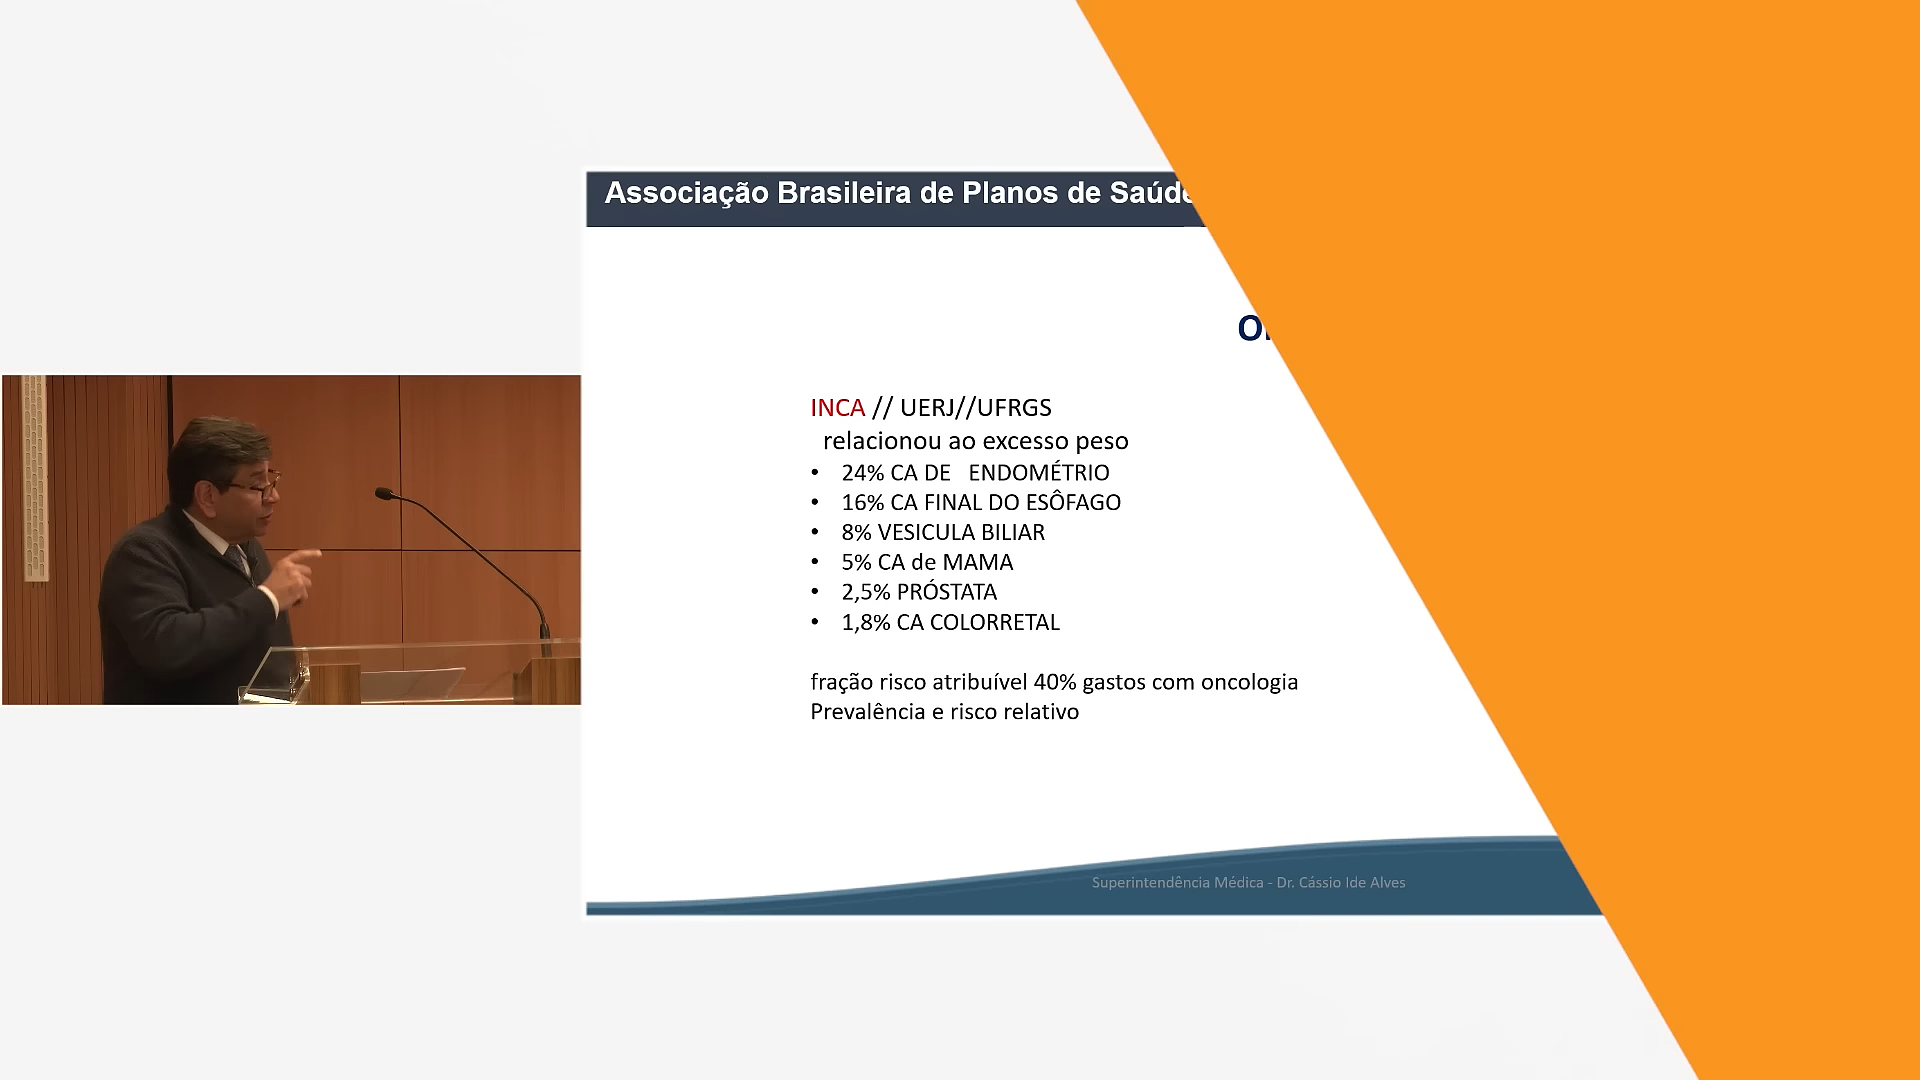 Associação Brasileira de Planos de Saúde
INCA // UERJ//UFRGS
relacionou ao excesso peso
• 24% CA DE ENDOMÉTRIO
• 16% CA FINAL DO ESÔFAGO
• 8% VESICULA BILIAR
• 5% CA de MAMA
• 2,5% PRÓSTATA
• 1,8% CA COLORRETAL
fração risco atribuível 40% gastos com oncologia
Prevalência e risco relativo
Superintendência Médica - Dr. Cássio Ide Alves